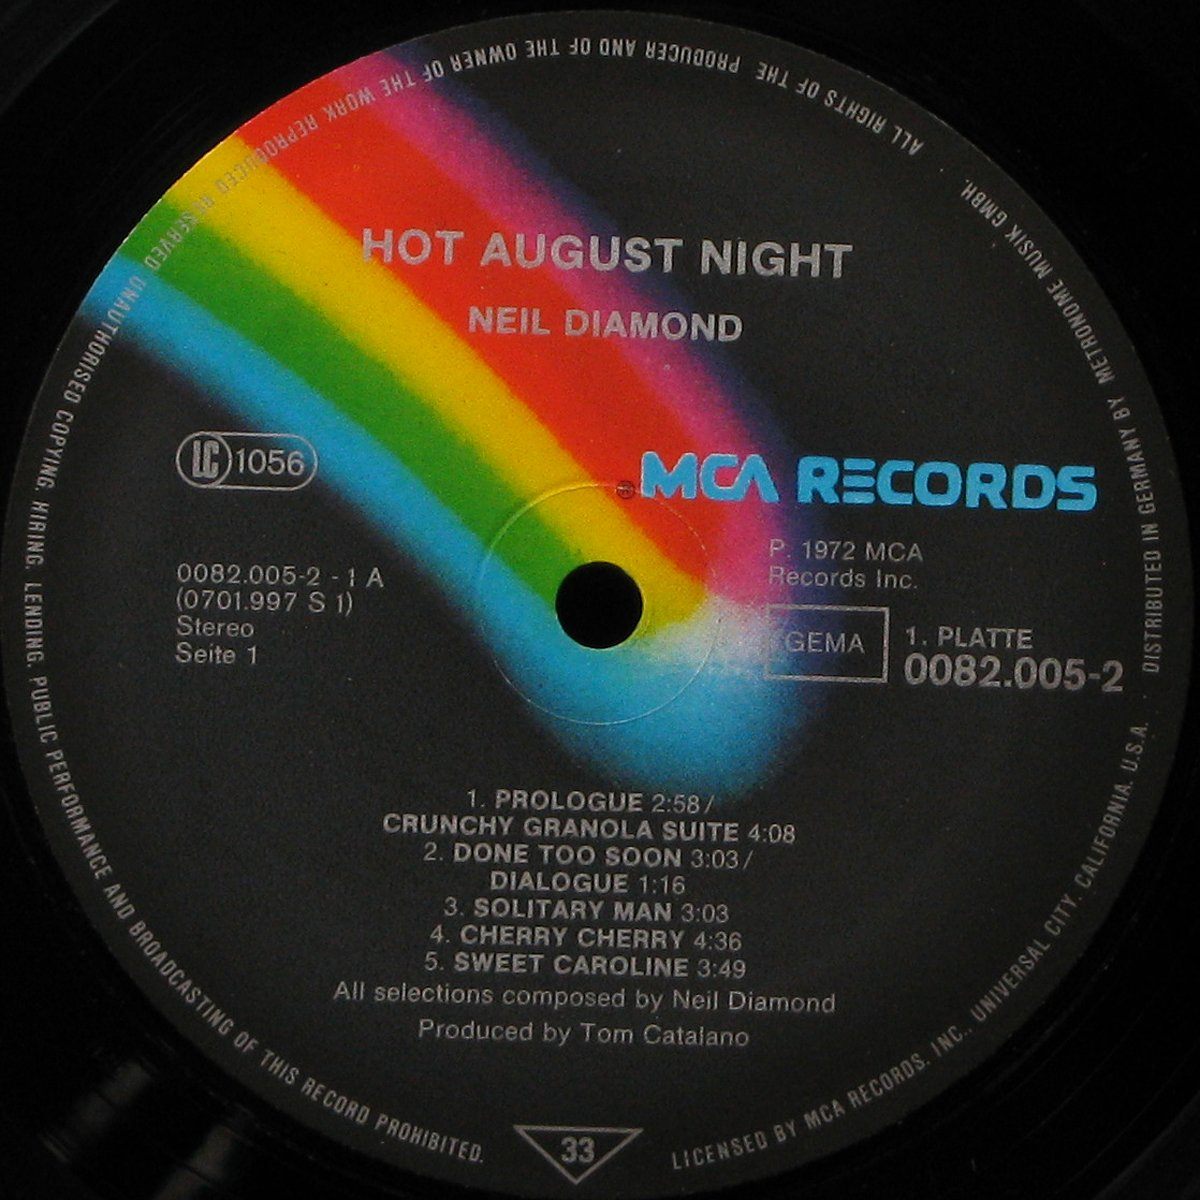 HOT AUGUST NIGHT
NEIL DIAMOND
LC 1056
MCA RECORDS
P. 1972 MCA
Records Inc.
0082.005-2 - 1 A
(0701.997 S 1)
Stereo
Seite 1
GEMA
1. PLATTE
0082.005-2
1. PROLOGUE 2:58 /
CRUNCHY GRANOLA SUITE 4:08
2. DONE TOO SOON 3:03 /
DIALOGUE 1:16
3. SOLITARY MAN 3:03
4. CHERRY CHERRY 4:36
5. SWEET CAROLINE 3:49
All selections composed by Neil Diamond
Produced by Tom Catalano
33
ALL RIGHTS OF THE PRODUCER AND OF THE OWNER OF THE WORK REPRODUCED RESERVED. UNAUTHORISED COPYING, HIRING, LENDING, PUBLIC PERFORMANCE AND BROADCASTING OF THIS RECORD PROHIBITED.
LICENSED BY MCA RECORDS, INC., UNIVERSAL CITY, CALIFORNIA, U.S.A.
DISTRIBUTED IN GERMANY BY METRONOME MUSIK GMBH.